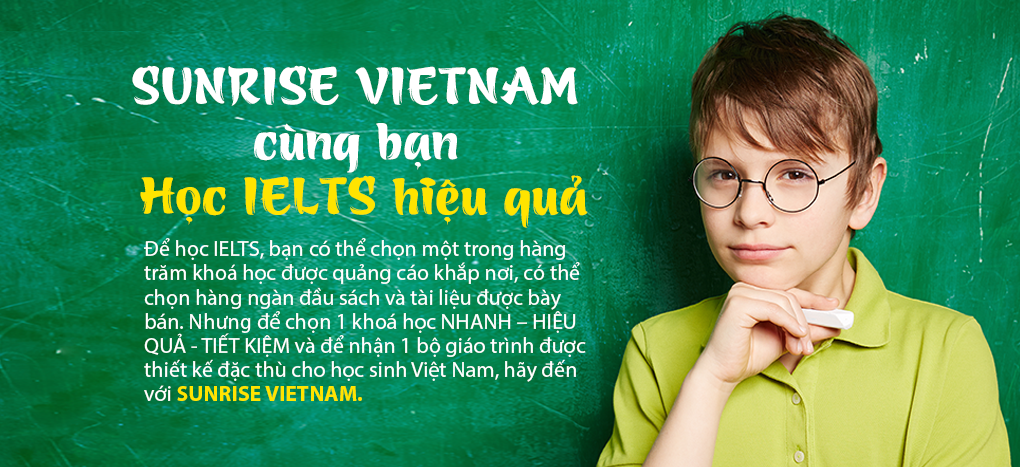 SUNRISE VIETNAM
cùng bạn
Học IELTS hiệu quả
Để học IELTS, bạn có thể chọn một trong hàng
trăm khoá học được quảng cáo khắp nơi, có thể
chọn hàng ngàn đầu sách và tài liệu được bày
bán. Nhưng để chọn 1 khoá học NHANH – HIỆU
QUẢ - TIẾT KIỆM và để nhận 1 bộ giáo trình được
thiết kế đặc thù cho học sinh Việt Nam, hãy đến
với SUNRISE VIETNAM.